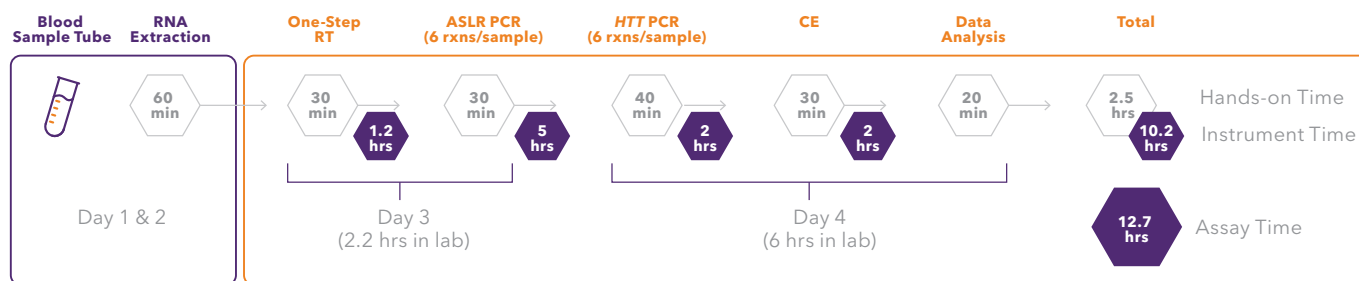 Blood
Sample Tube
RNA
Extraction
One-Step
RT
ASLR PCR
(6 rxns/sample)
HTT PCR
(6 rxns/sample)
CE
Data
Analysis
Total
60
min
30
min
1.2
hrs
30
min
5
hrs
40
min
2
hrs
30
min
2
hrs
20
min
2.5
hrs
10.2
hrs
Hands-on Time
Instrument Time
Day 1 & 2
Day 3
(2.2 hrs in lab)
Day 4
(6 hrs in lab)
12.7
hrs
Assay Time